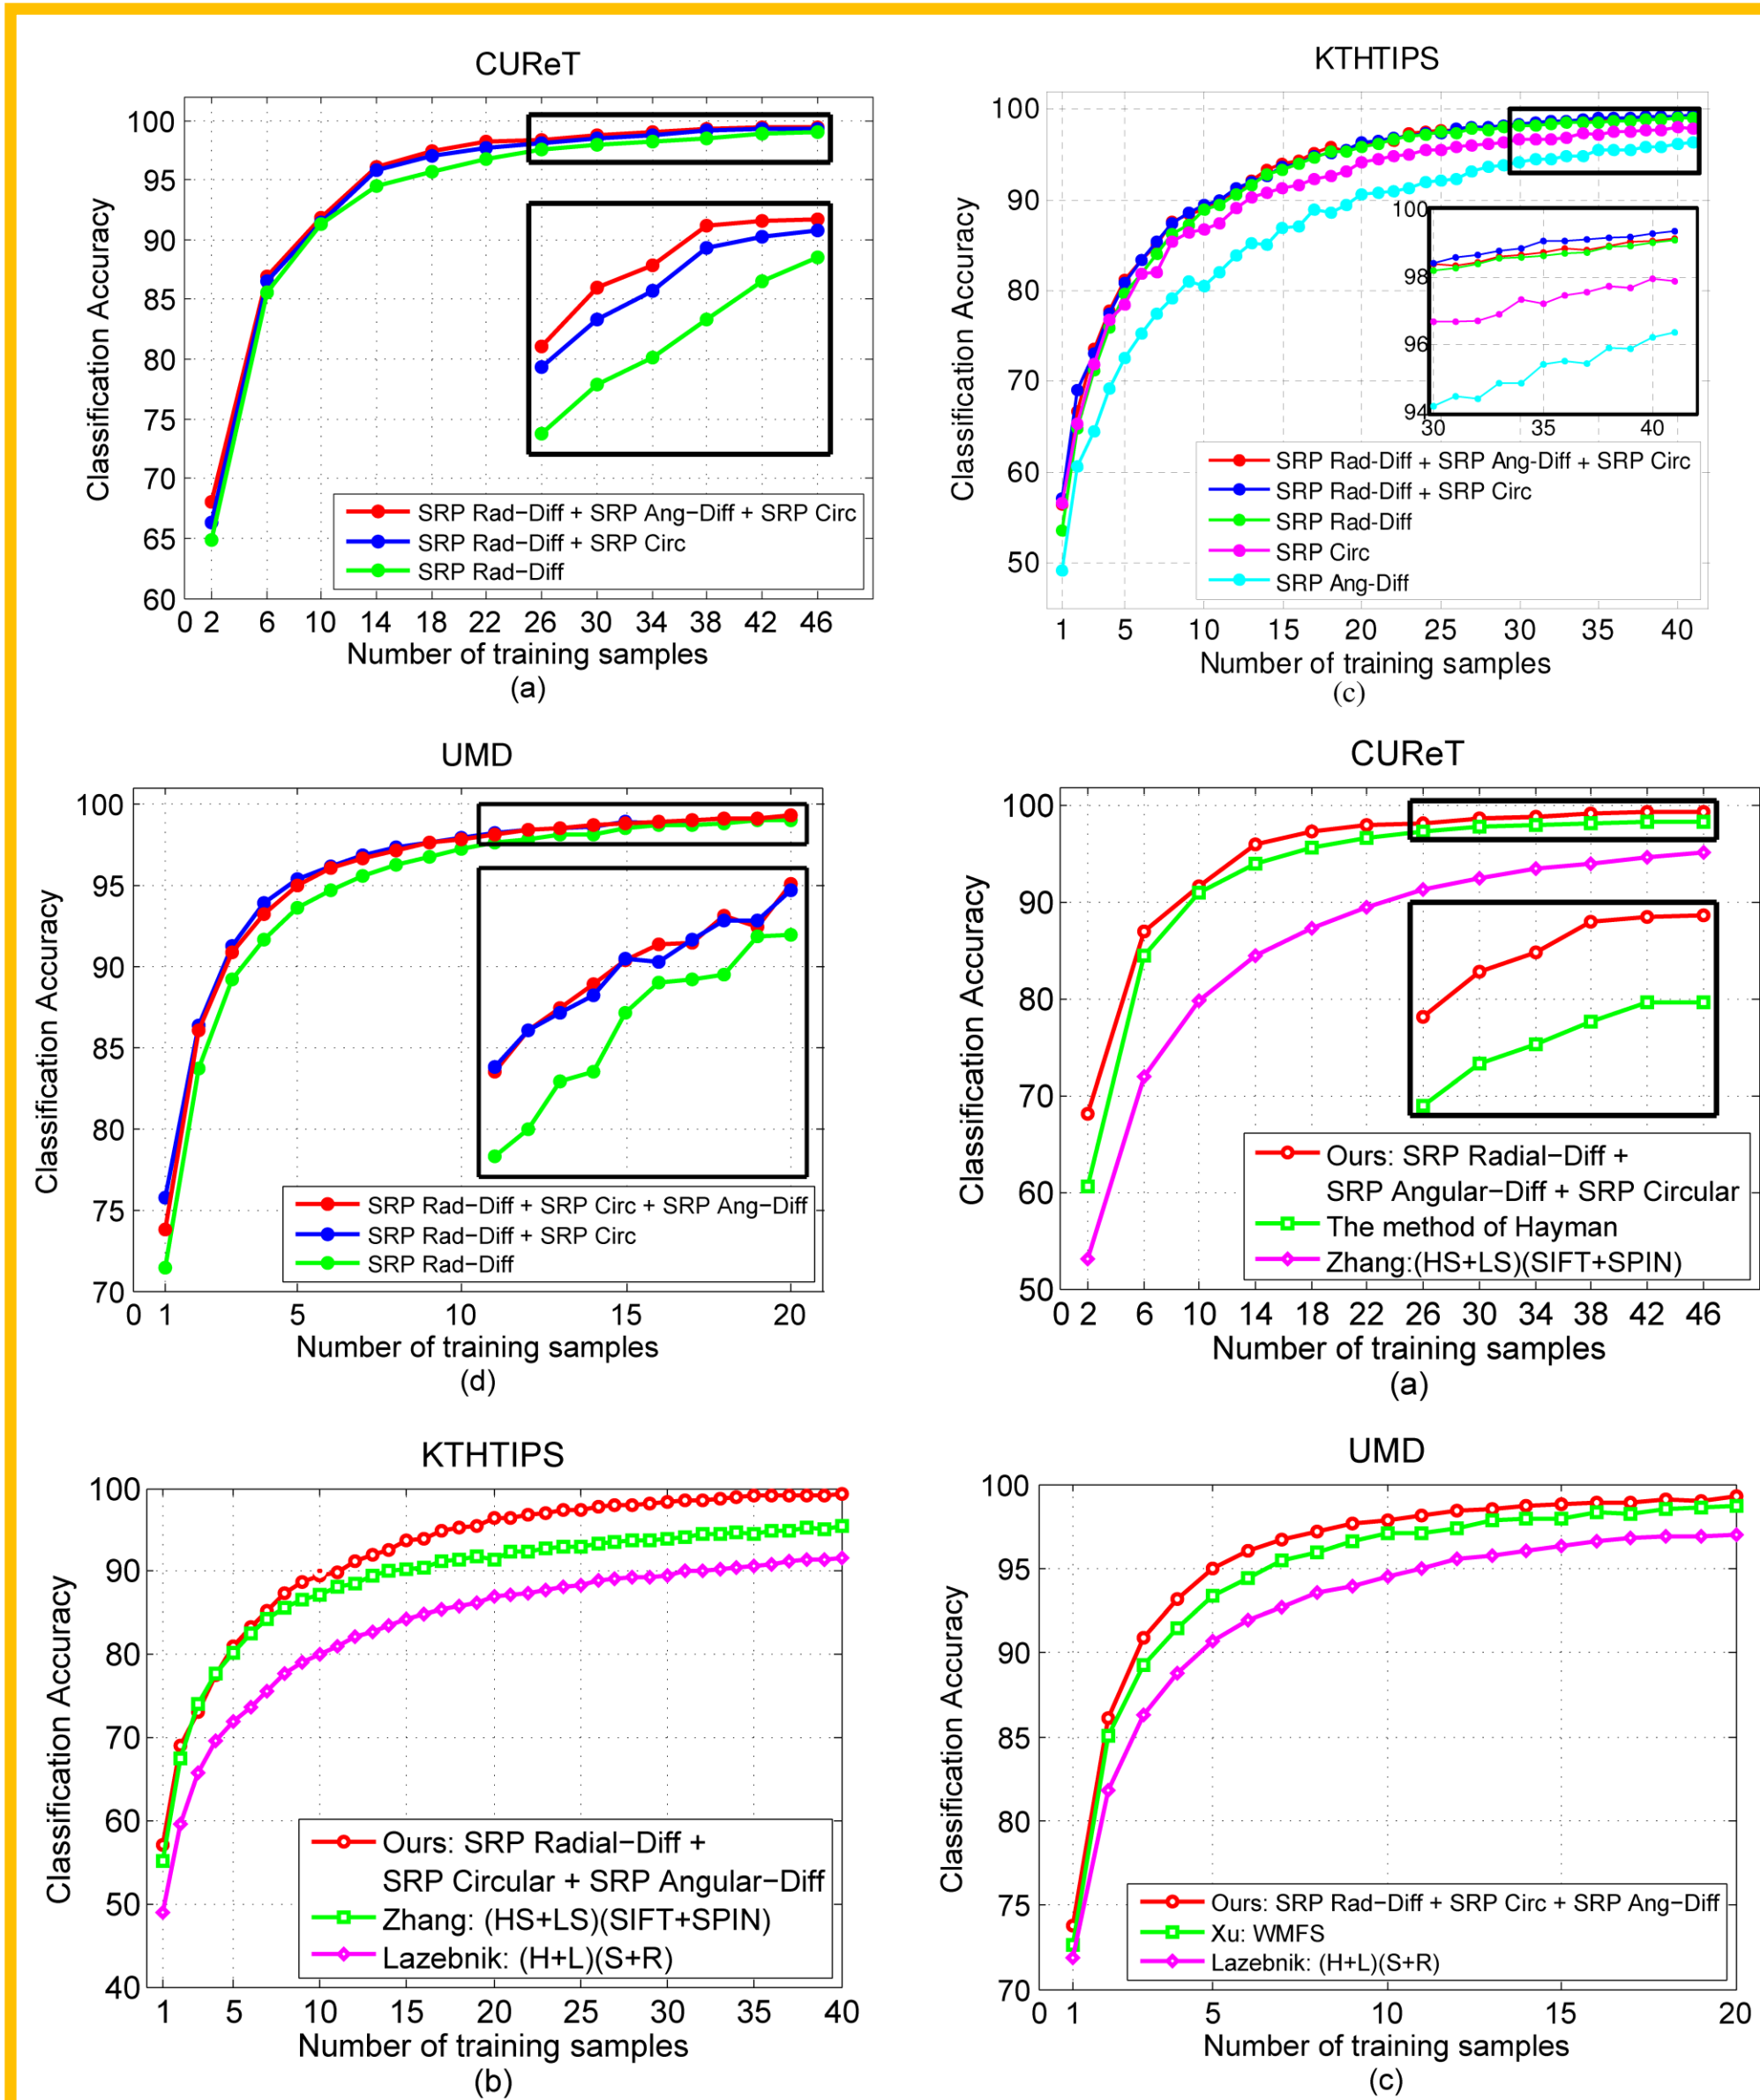 CUReT
Classification Accuracy
100
95
90
85
80
75
70
65
60
SRP Rad−Diff + SRP Ang−Diff + SRP Circ
SRP Rad−Diff + SRP Circ
SRP Rad−Diff
0 2 6 10 14 18 22 26 30 34 38 42 46
Number of training samples
(a)
KTHTIPS
Classification Accuracy
100
90
80
70
60
50
100
98
96
94
30 35 40
SRP Rad-Diff + SRP Ang-Diff + SRP Circ
SRP Rad-Diff + SRP Circ
SRP Rad-Diff
SRP Circ
SRP Ang-Diff
1 5 10 15 20 25 30 35 40
Number of training samples
(c)
UMD
Classification Accuracy
100
95
90
85
80
75
70
SRP Rad−Diff + SRP Circ + SRP Ang−Diff
SRP Rad−Diff + SRP Circ
SRP Rad−Diff
0 1 5 10 15 20
Number of training samples
(d)
CUReT
Classification Accuracy
100
90
80
70
60
50
Ours: SRP Radial−Diff +
SRP Angular−Diff + SRP Circular
The method of Hayman
Zhang:(HS+LS)(SIFT+SPIN)
0 2 6 10 14 18 22 26 30 34 38 42 46
Number of training samples
(a)
KTHTIPS
Classification Accuracy
100
90
80
70
60
50
40
Ours: SRP Radial−Diff +
SRP Circular + SRP Angular−Diff
Zhang: (HS+LS)(SIFT+SPIN)
Lazebnik: (H+L)(S+R)
1 5 10 15 20 25 30 35 40
Number of training samples
(b)
UMD
Classification Accuracy
100
95
90
85
80
75
70
Ours: SRP Rad−Diff + SRP Circ + SRP Ang−Diff
Xu: WMFS
Lazebnik: (H+L)(S+R)
0 1 5 10 15 20
Number of training samples
(c)